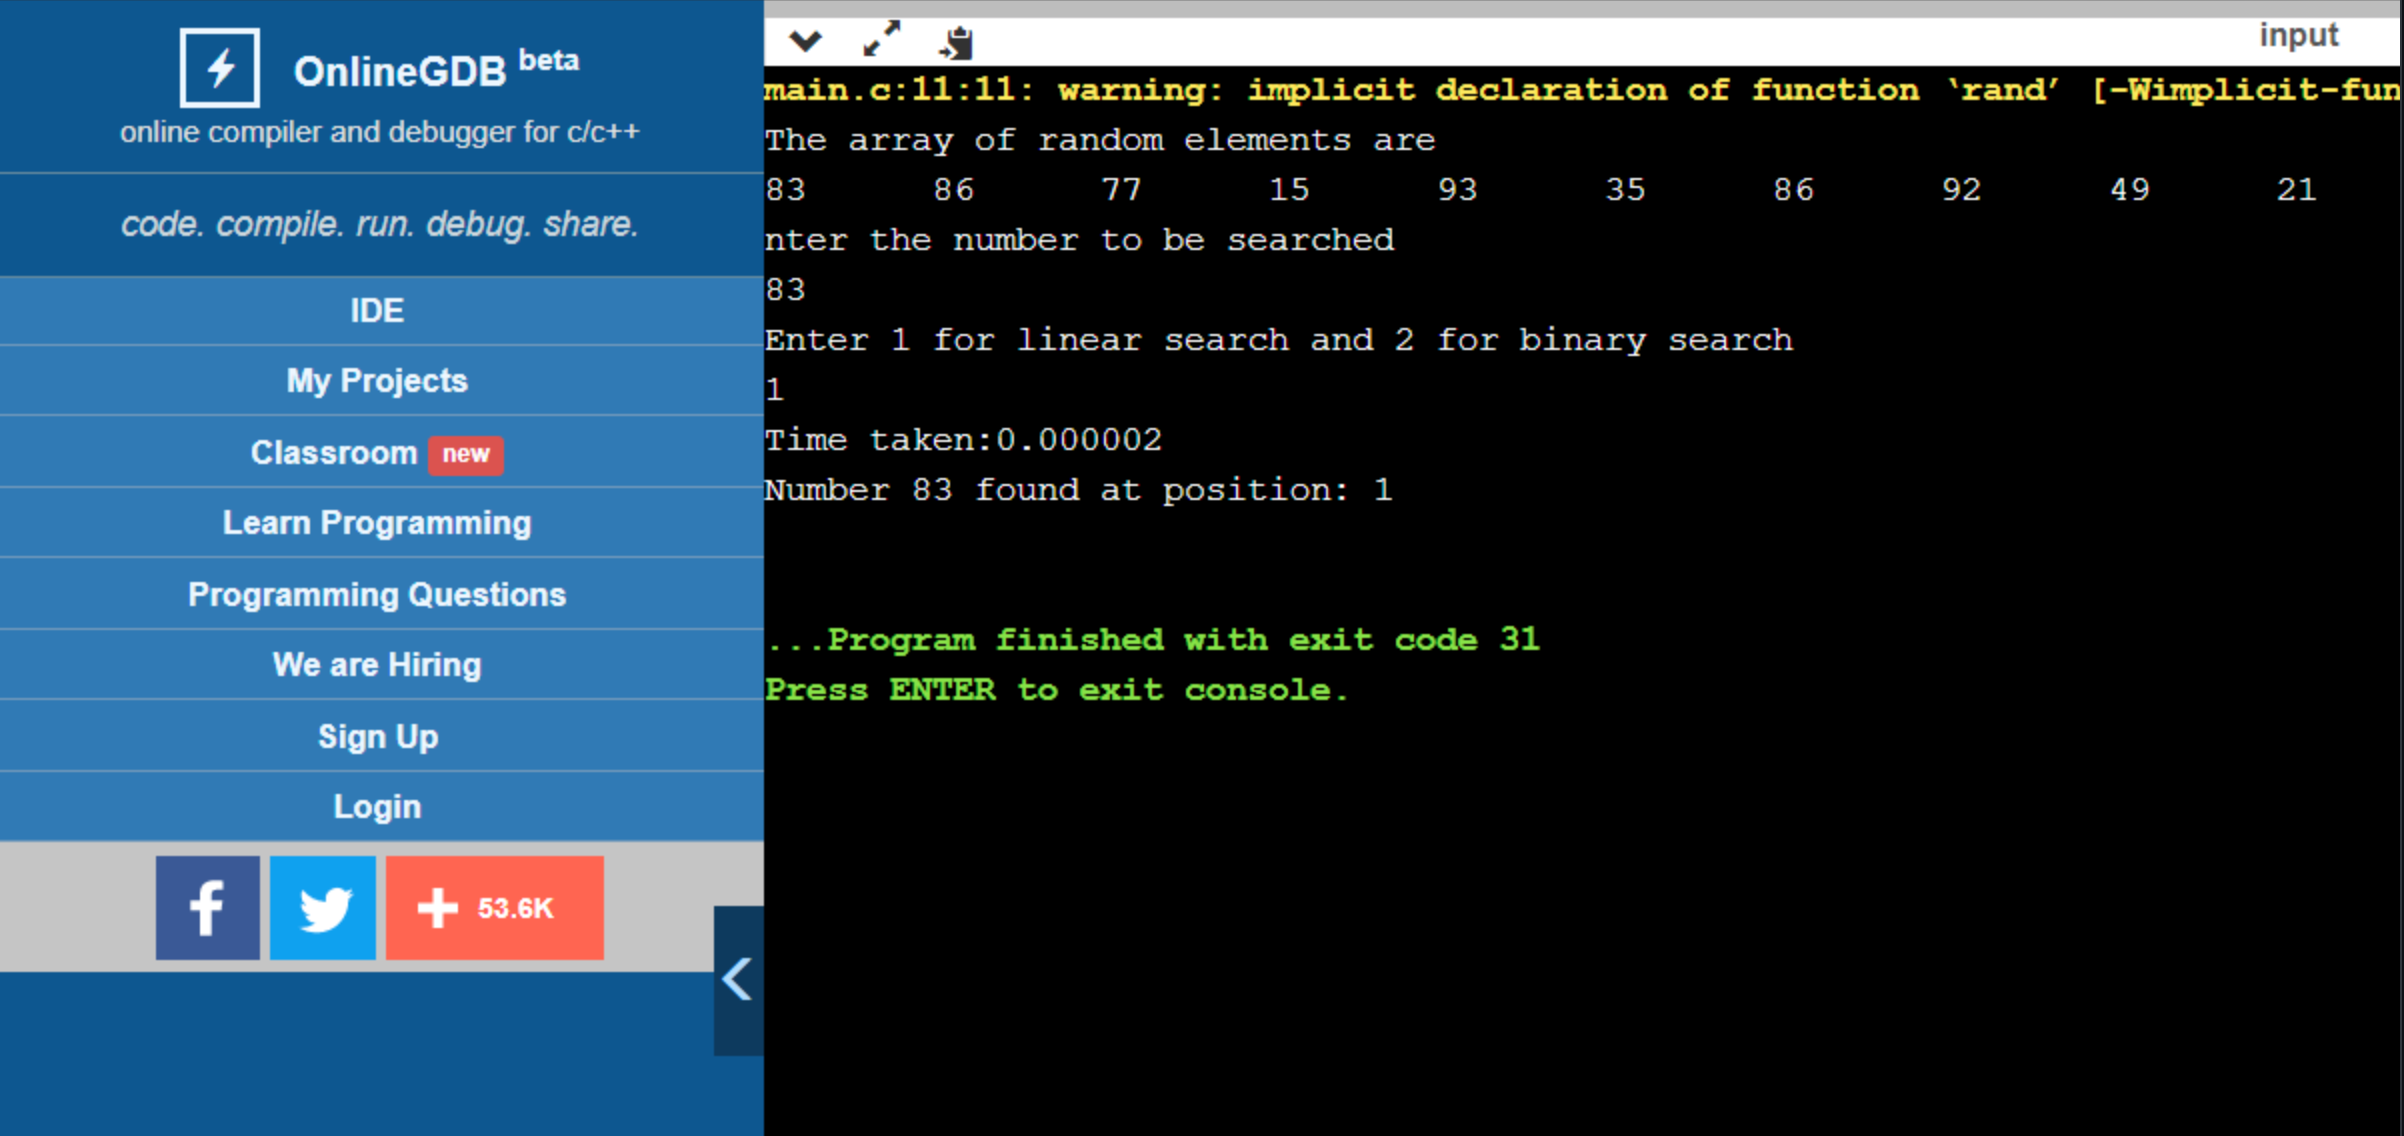 OnlineGDB beta
online compiler and debugger for c/c++
code. compile. run. debug. share.
IDE
My Projects
Classroom new
Learn Programming
Programming Questions
We are Hiring
Sign Up
Login
f
53.6K
input
main.c:11:11: warning: implicit declaration of function ‘rand’ [-Wimplicit-fun
The array of random elements are
83 86 77 15 93 35 86 92 49 21
nter the number to be searched
83
Enter 1 for linear search and 2 for binary search
1
Time taken:0.000002
Number 83 found at position: 1
...Program finished with exit code 31
Press ENTER to exit console.